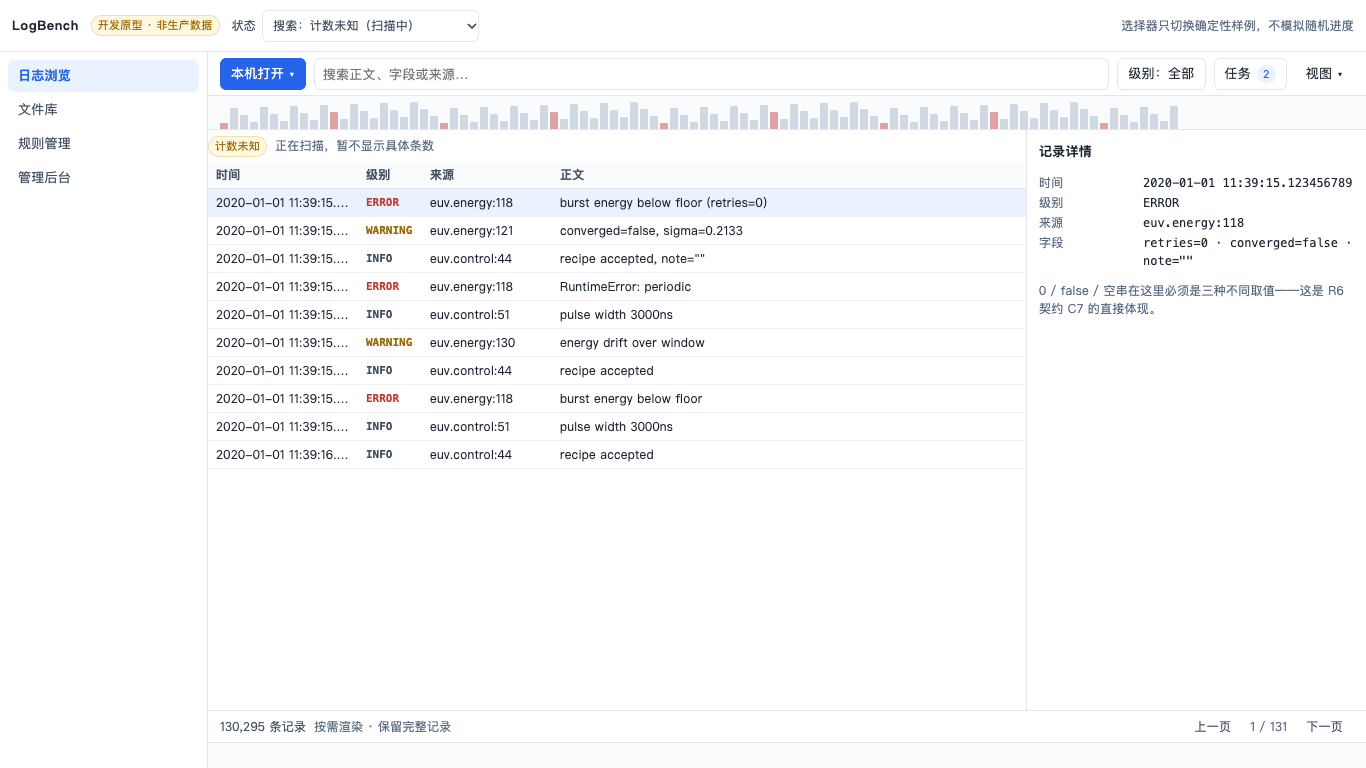 LogBench 开发原型 · 非生产数据 状态 搜索：计数未知（扫描中） 选择器只切换确定性样例，不模拟随机进度
日志浏览
文件库
规则管理
管理后台
本机打开 ▾ 搜索正文、字段或来源… 级别：全部 任务 2 视图 ▾
计数未知 正在扫描，暂不显示具体条数
时间 级别 来源 正文
2020-01-01 11:39:15.… ERROR euv.energy:118 burst energy below floor (retries=0)
2020-01-01 11:39:15.… WARNING euv.energy:121 converged=false, sigma=0.2133
2020-01-01 11:39:15.… INFO euv.control:44 recipe accepted, note=""
2020-01-01 11:39:15.… ERROR euv.energy:118 RuntimeError: periodic
2020-01-01 11:39:15.… INFO euv.control:51 pulse width 3000ns
2020-01-01 11:39:15.… WARNING euv.energy:130 energy drift over window
2020-01-01 11:39:15.… INFO euv.control:44 recipe accepted
2020-01-01 11:39:15.… ERROR euv.energy:118 burst energy below floor
2020-01-01 11:39:15.… INFO euv.control:51 pulse width 3000ns
2020-01-01 11:39:16.… INFO euv.control:44 recipe accepted
记录详情
时间 2020-01-01 11:39:15.123456789
级别 ERROR
来源 euv.energy:118
字段 retries=0 · converged=false ·
note=""
0 / false / 空串在这里必须是三种不同取值——这是 R6
契约 C7 的直接体现。
130,295 条记录 按需渲染 · 保留完整记录 上一页 1 / 131 下一页